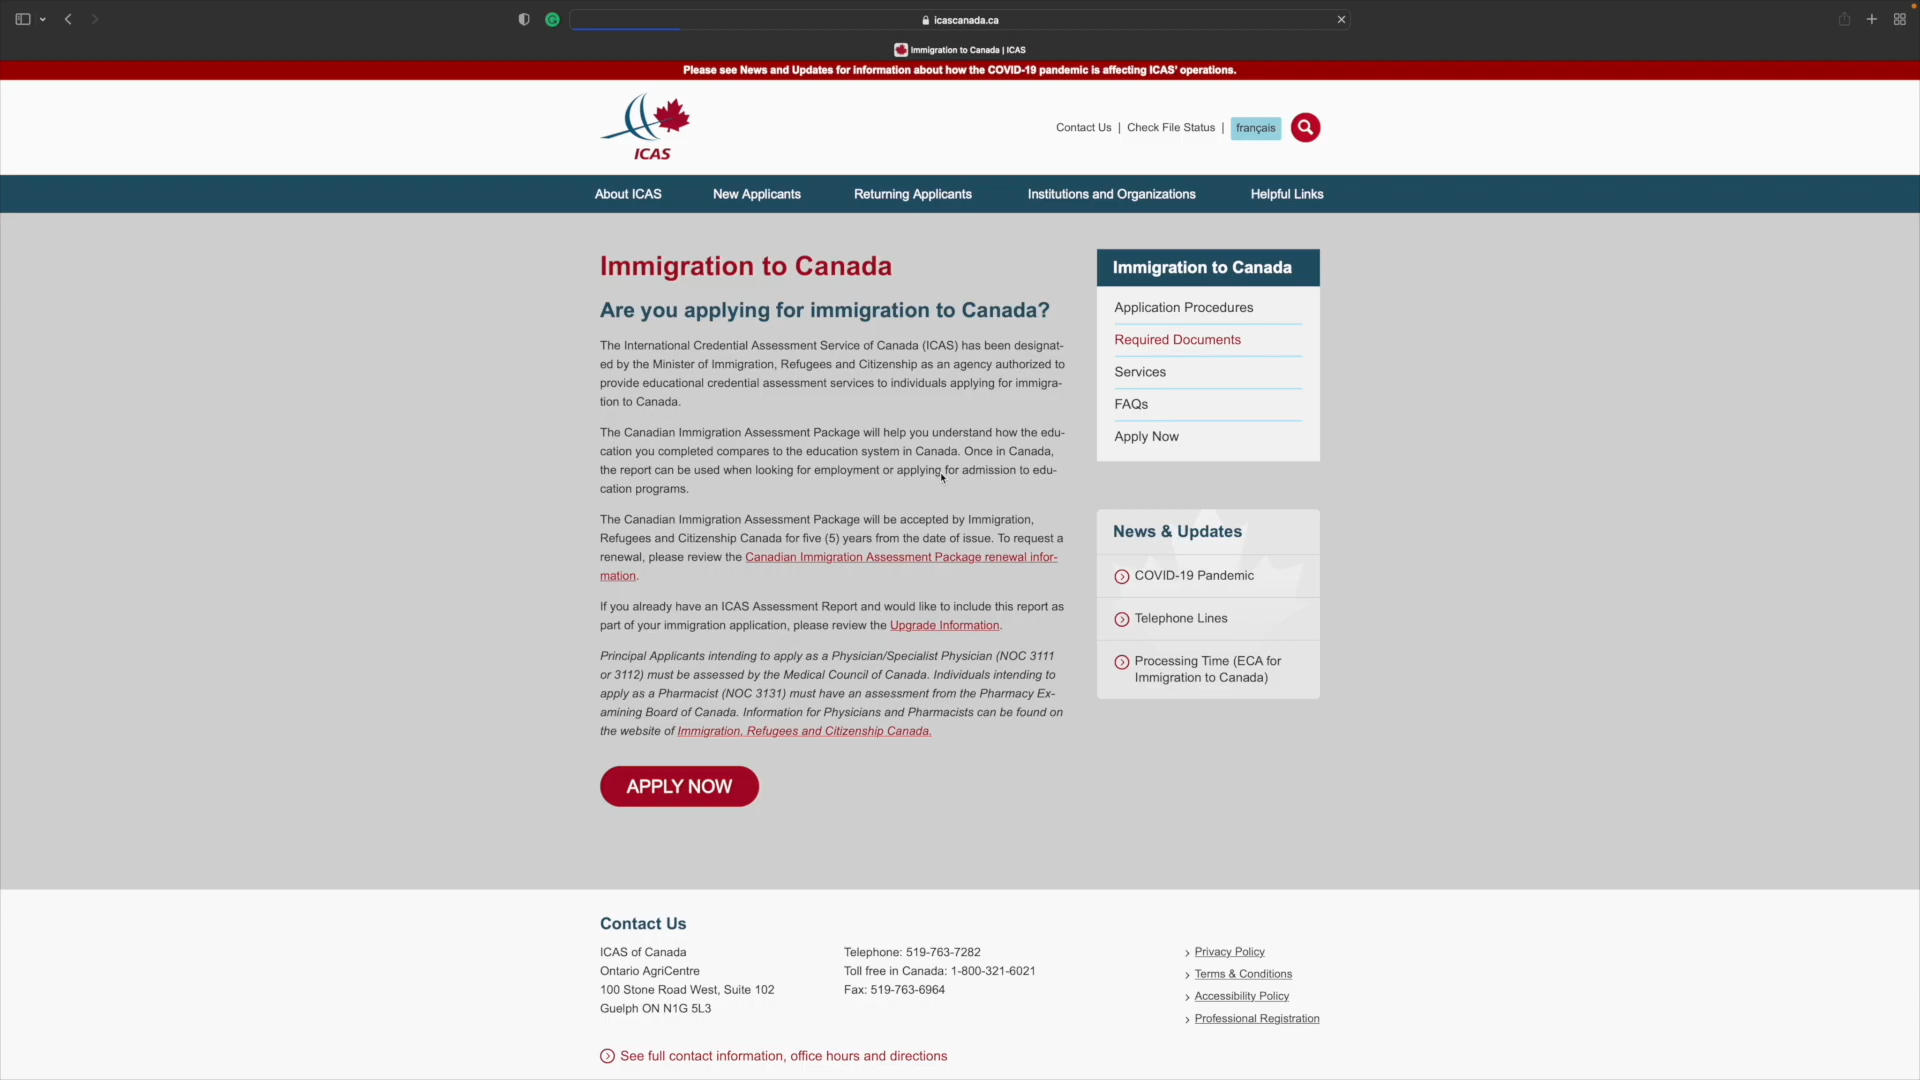 icascanada.ca
Immigration to Canada | ICAS
Please see News and Updates for information about how the COVID-19 pandemic is affecting ICAS' operations.
ICAS
Contact Us | Check File Status | français
About ICAS
New Applicants
Returning Applicants
Institutions and Organizations
Helpful Links
Immigration to Canada
Are you applying for immigration to Canada?
The International Credential Assessment Service of Canada (ICAS) has been designat-
ed by the Minister of Immigration, Refugees and Citizenship as an agency authorized to
provide educational credential assessment services to individuals applying for immigra-
tion to Canada.
The Canadian Immigration Assessment Package will help you understand how the edu-
cation you completed compares to the education system in Canada. Once in Canada,
the report can be used when looking for employment or applying for admission to edu-
cation programs.
The Canadian Immigration Assessment Package will be accepted by Immigration,
Refugees and Citizenship Canada for five (5) years from the date of issue. To request a
renewal, please review the Canadian Immigration Assessment Package renewal infor-
mation.
If you already have an ICAS Assessment Report and would like to include this report as
part of your immigration application, please review the Upgrade Information.
Principal Applicants intending to apply as a Physician/Specialist Physician (NOC 3111
or 3112) must be assessed by the Medical Council of Canada. Individuals intending to
apply as a Pharmacist (NOC 3131) must have an assessment from the Pharmacy Ex-
amining Board of Canada. Information for Physicians and Pharmacists can be found on
the website of Immigration, Refugees and Citizenship Canada.
APPLY NOW
Immigration to Canada
Application Procedures
Required Documents
Services
FAQs
Apply Now
News & Updates
COVID-19 Pandemic
Telephone Lines
Processing Time (ECA for
Immigration to Canada)
Contact Us
ICAS of Canada
Ontario AgriCentre
100 Stone Road West, Suite 102
Guelph ON N1G 5L3
Telephone: 519-763-7282
Toll free in Canada: 1-800-321-6021
Fax: 519-763-6964
Privacy Policy
Terms & Conditions
Accessibility Policy
Professional Registration
See full contact information, office hours and directions